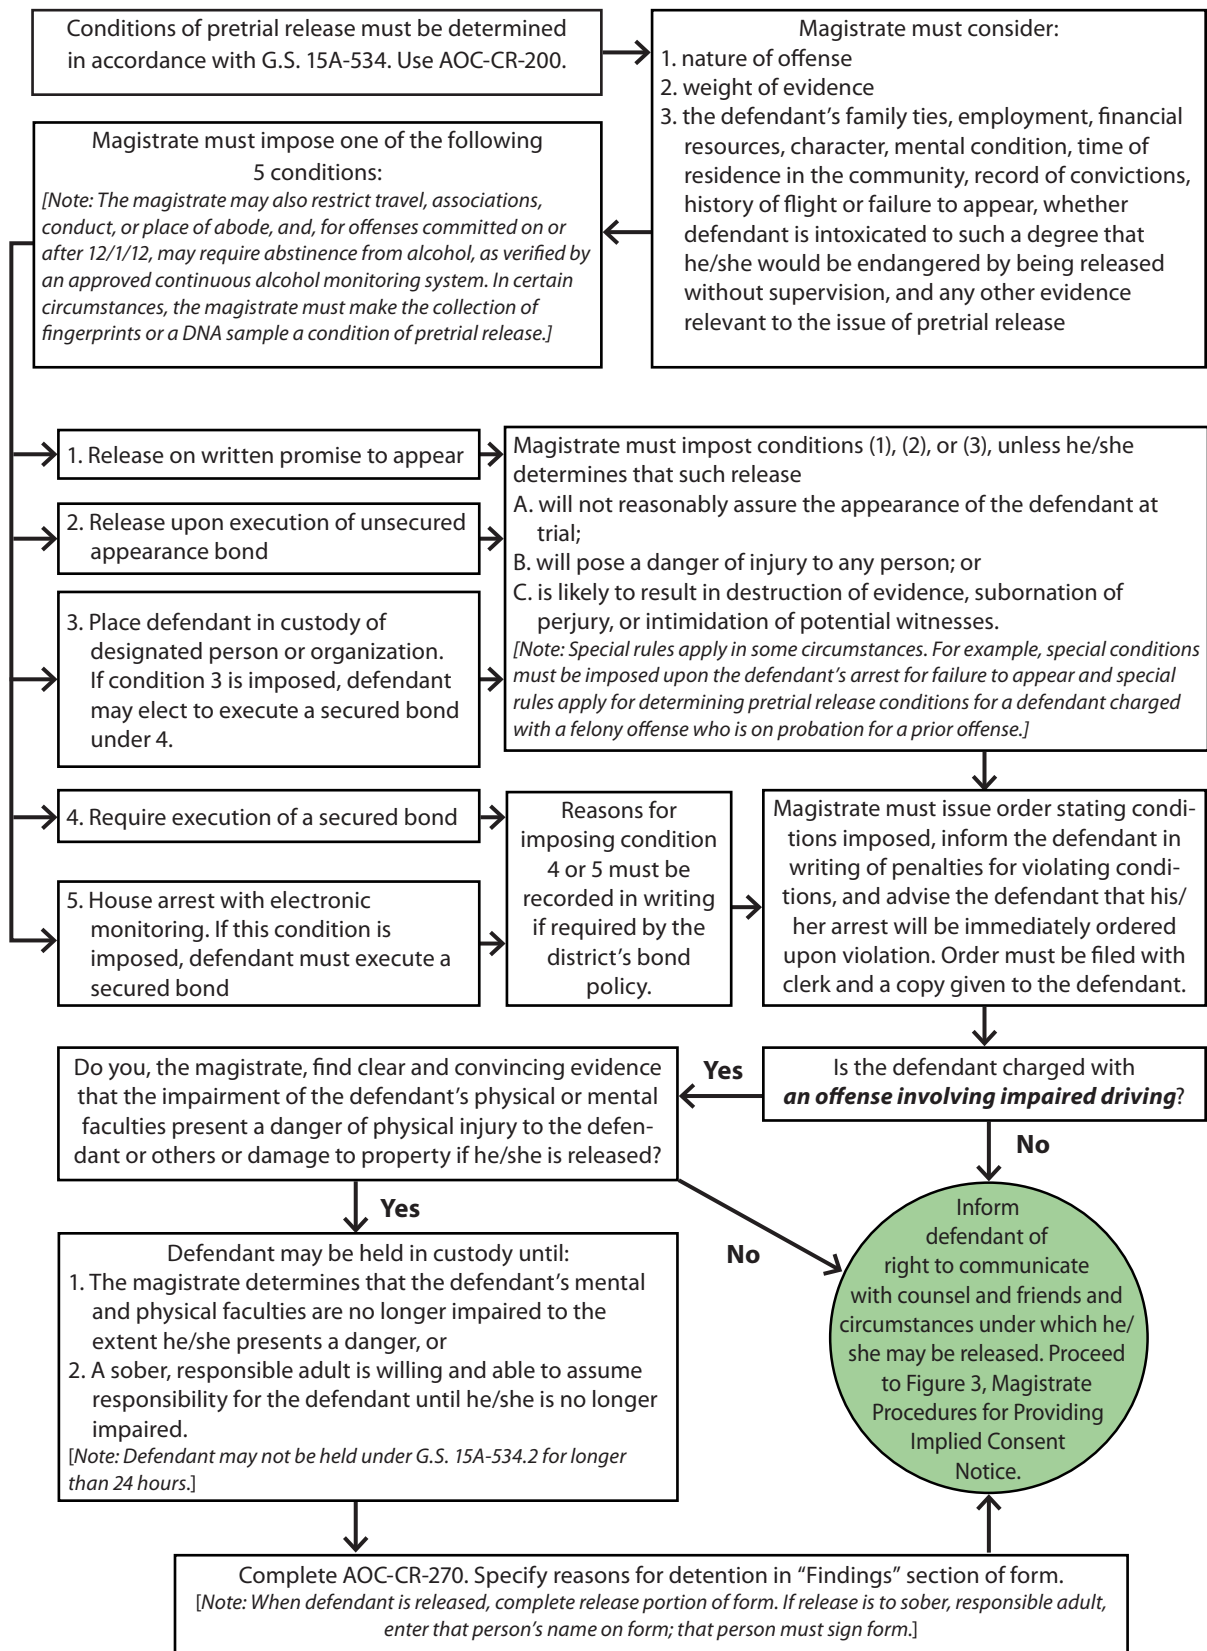 Conditions of pretrial release must be determined
in accordance with G.S. 15A-534. Use AOC-CR-200.
Magistrate must consider:
1. nature of offense
2. weight of evidence
3. the defendant’s family ties, employment, financial
resources, character, mental condition, time of
residence in the community, record of convictions,
history of flight or failure to appear, whether
defendant is intoxicated to such a degree that
he/she would be endangered by being released
without supervision, and any other evidence
relevant to the issue of pretrial release
Magistrate must impose one of the following
5 conditions:
[Note: The magistrate may also restrict travel, associations,
conduct, or place of abode, and, for offenses committed on or
after 12/1/12, may require abstinence from alcohol, as verified by
an approved continuous alcohol monitoring system. In certain
circumstances, the magistrate must make the collection of
fingerprints or a DNA sample a condition of pretrial release.]
1. Release on written promise to appear
2. Release upon execution of unsecured
appearance bond
3. Place defendant in custody of
designated person or organization.
If condition 3 is imposed, defendant
may elect to execute a secured bond
under 4.
Magistrate must impost conditions (1), (2), or (3), unless he/she
determines that such release
A. will not reasonably assure the appearance of the defendant at
trial;
B. will pose a danger of injury to any person; or
C. is likely to result in destruction of evidence, subornation of
perjury, or intimidation of potential witnesses.
[Note: Special rules apply in some circumstances. For example, special conditions
must be imposed upon the defendant’s arrest for failure to appear and special
rules apply for determining pretrial release conditions for a defendant charged
with a felony offense who is on probation for a prior offense.]
4. Require execution of a secured bond
5. House arrest with electronic
monitoring. If this condition is
imposed, defendant must execute a
secured bond
Reasons for
imposing condition
4 or 5 must be
recorded in writing
if required by the
district’s bond
policy.
Magistrate must issue order stating condi-
tions imposed, inform the defendant in
writing of penalties for violating condi-
tions, and advise the defendant that his/
her arrest will be immediately ordered
upon violation. Order must be filed with
clerk and a copy given to the defendant.
Is the defendant charged with
an offense involving impaired driving?
Yes
No
Do you, the magistrate, find clear and convincing evidence
that the impairment of the defendant’s physical or mental
faculties present a danger of physical injury to the defen-
dant or others or damage to property if he/she is released?
Yes
No
Defendant may be held in custody until:
1. The magistrate determines that the defendant’s mental
and physical faculties are no longer impaired to the
extent he/she presents a danger, or
2. A sober, responsible adult is willing and able to assume
responsibility for the defendant until he/she is no longer
impaired.
[Note: Defendant may not be held under G.S. 15A-534.2 for longer
than 24 hours.]
Inform
defendant of
right to communicate
with counsel and friends and
circumstances under which he/
she may be released. Proceed
to Figure 3, Magistrate
Procedures for Providing
Implied Consent
Notice.
Complete AOC-CR-270. Specify reasons for detention in “Findings” section of form.
[Note: When defendant is released, complete release portion of form. If release is to sober, responsible adult,
enter that person’s name on form; that person must sign form.]